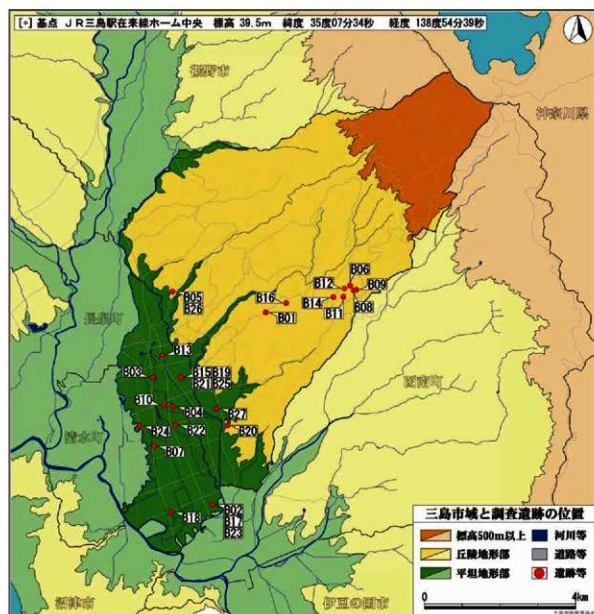 [◦] 基点 JR三島駅在来線ホーム中央 標高 39.5m 緯度 35度07分34秒 経度 138度54分39秒
裾野市
神奈川県
B06
B12
B09
B05
B26
B16
B14
B08
B11
B01
長泉町
B13
函南町
B03
B15 B19
B21 B25
B10
B04
B27
清水町
B24
B22
B20
B07
B02
B17
B23
B18
三島市域と調査遺跡の位置
標高500m以上
河川等
丘陵地形部
道路等
平坦地形部
遺跡等
沼津市
伊豆の国市
0
4km